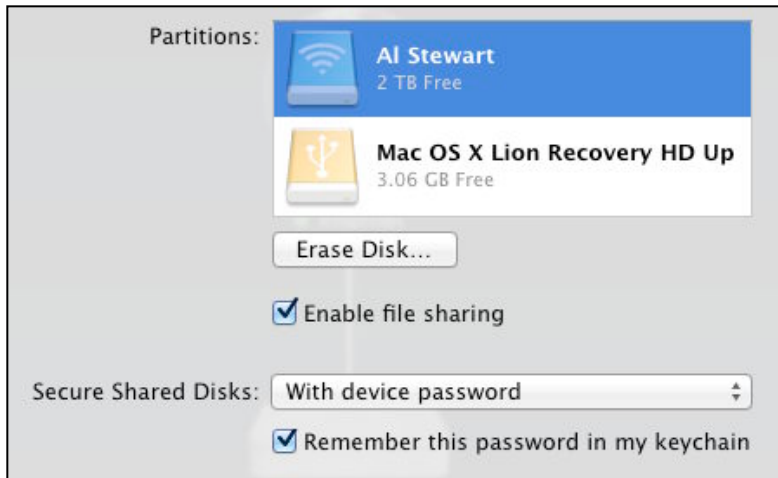 Partitions:
Al Stewart
2 TB Free
Mac OS X Lion Recovery HD Up
3.06 GB Free
Erase Disk...
Enable file sharing
Secure Shared Disks: With device password
Remember this password in my keychain